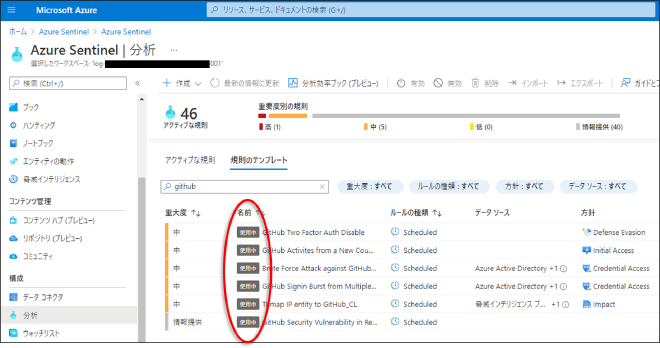 Microsoft Azure
リソース、サービス、ドキュメントの検索 (G+/)
ホーム > Azure Sentinel > Azure Sentinel
Azure Sentinel | 分析 …
選択したワークスペース: 'log- 001'
検索 (Ctrl+/)
作成 最新の情報に更新 分析効率ブック (プレビュー) 有効 無効 削除 インポート エクスポート
ブック
ハンティング
ノートブック
エンティティの動作
脅威インテリジェンス
コンテンツ管理
コンテンツ ハブ (プレビュー)
リポジトリ (プレビュー)
コミュニティ
構成
データ コネクタ
分析
ウォッチリスト
46
アクティブな規則
重要度別の規則
高 (1) 中 (5) 低 (0) 情報提供 (40)
アクティブな規則 規則のテンプレート
github
重大度 : すべて ルールの種類 : すべて 方針 : すべて データ ソース : すべて
重大度 名前 ルールの種類 データ ソース 方針
中 使用中 GitHub Two Factor Auth Disable Scheduled Defense Evasion
中 使用中 GitHub Activites from a New Cou... Scheduled Initial Access
中 使用中 Brute Force Attack against GitHub... Scheduled Azure Active Directory +1 Credential Access
中 使用中 GitHub Signin Burst from Multiple... Scheduled Azure Active Directory +1 Credential Access
中 使用中 IP entity to GitHub_CL Scheduled 脅威インテリジェンス プ... +1 Impact
情報提供 使用中 GitHub Security Vulnerability in Re... Scheduled